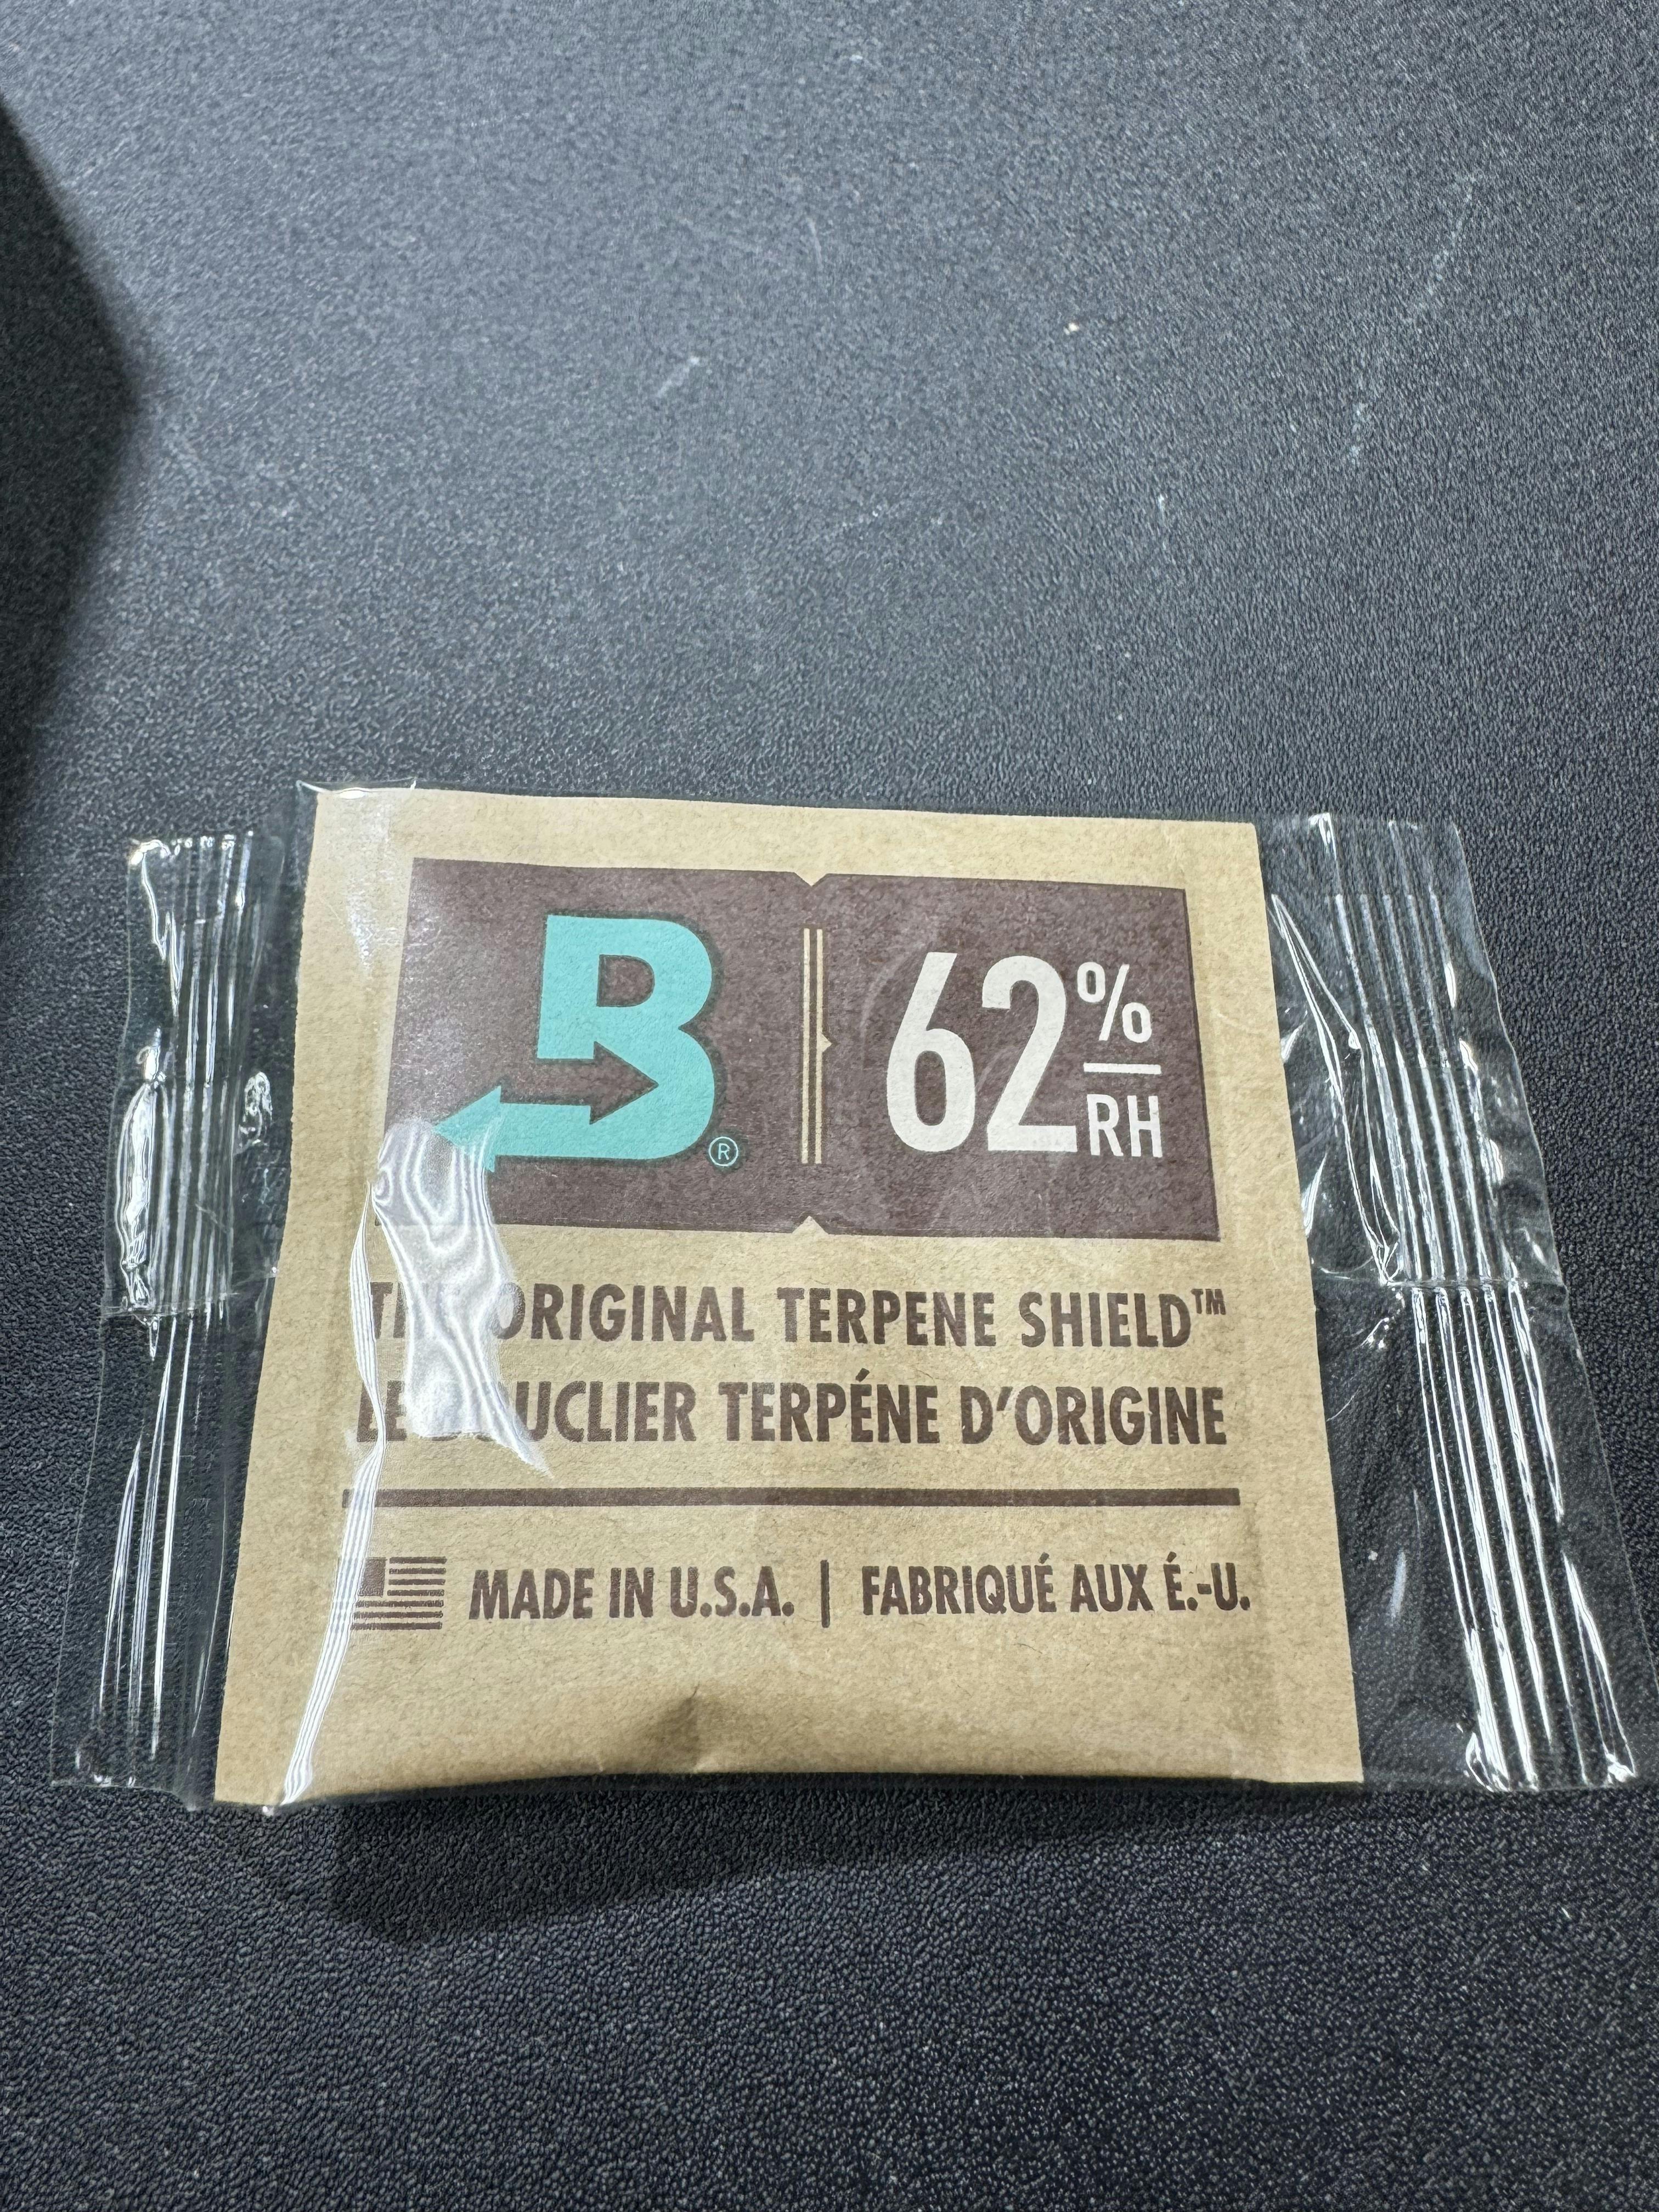 B®
62%
RH
ORIGINAL TERPENE SHIELD™
TERPÉNE D'ORIGINE
MADE IN U.S.A. | FABRIQUÉ AUX É.-U.